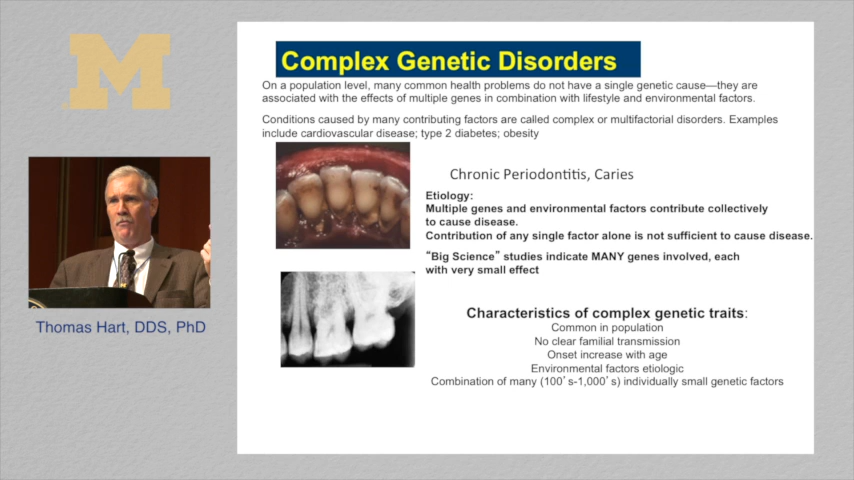 M
Complex Genetic Disorders
On a population level, many common health problems do not have a single genetic cause—they are
associated with the effects of multiple genes in combination with lifestyle and environmental factors.
Conditions caused by many contributing factors are called complex or multifactorial disorders. Examples
include cardiovascular disease; type 2 diabetes; obesity
Chronic Periodontitis, Caries
Etiology:
Multiple genes and environmental factors contribute collectively
to cause disease.
Contribution of any single factor alone is not sufficient to cause disease.
“Big Science” studies indicate MANY genes involved, each
with very small effect
Thomas Hart, DDS, PhD
Characteristics of complex genetic traits:
Common in population
No clear familial transmission
Onset increase with age
Environmental factors etiologic
Combination of many (100’s-1,000’s) individually small genetic factors